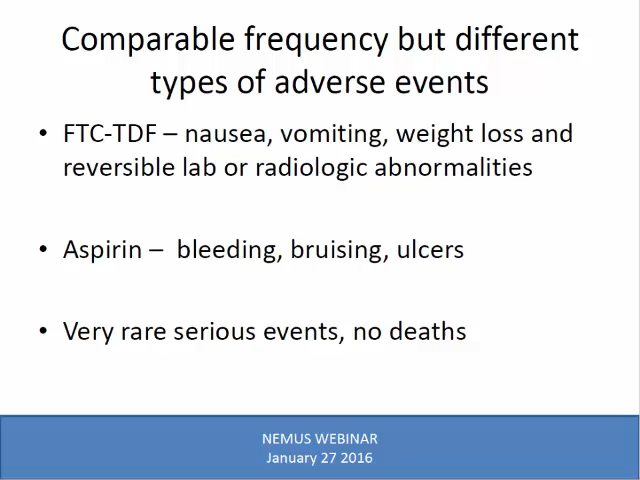 Comparable frequency but different
types of adverse events
• FTC-TDF – nausea, vomiting, weight loss and
reversible lab or radiologic abnormalities
• Aspirin – bleeding, bruising, ulcers
• Very rare serious events, no deaths
NEMUS WEBINAR
January 27 2016